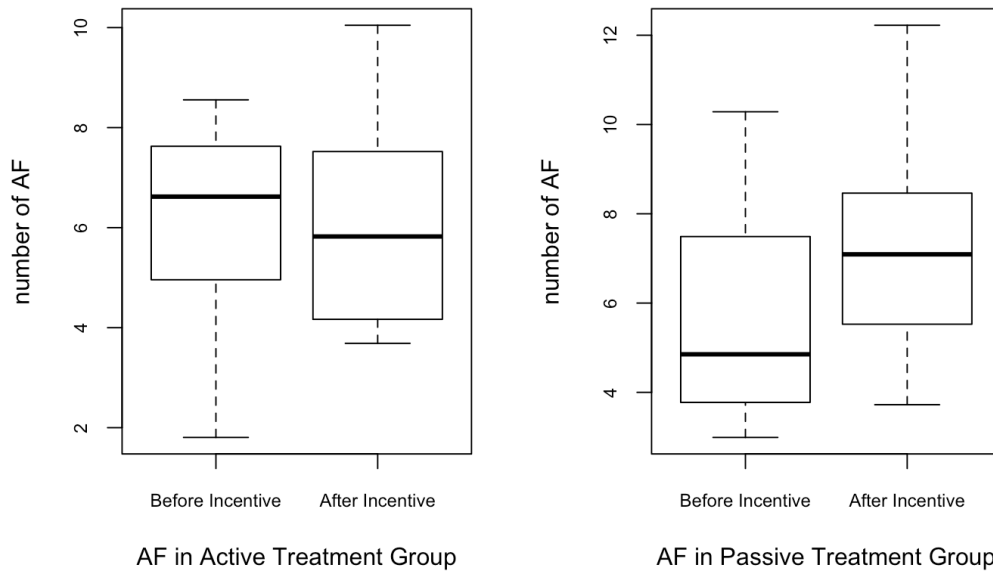 number of AF
10
8
6
4
2
Before Incentive After Incentive
AF in Active Treatment Group
number of AF
12
10
8
6
4
Before Incentive After Incentive
AF in Passive Treatment Group